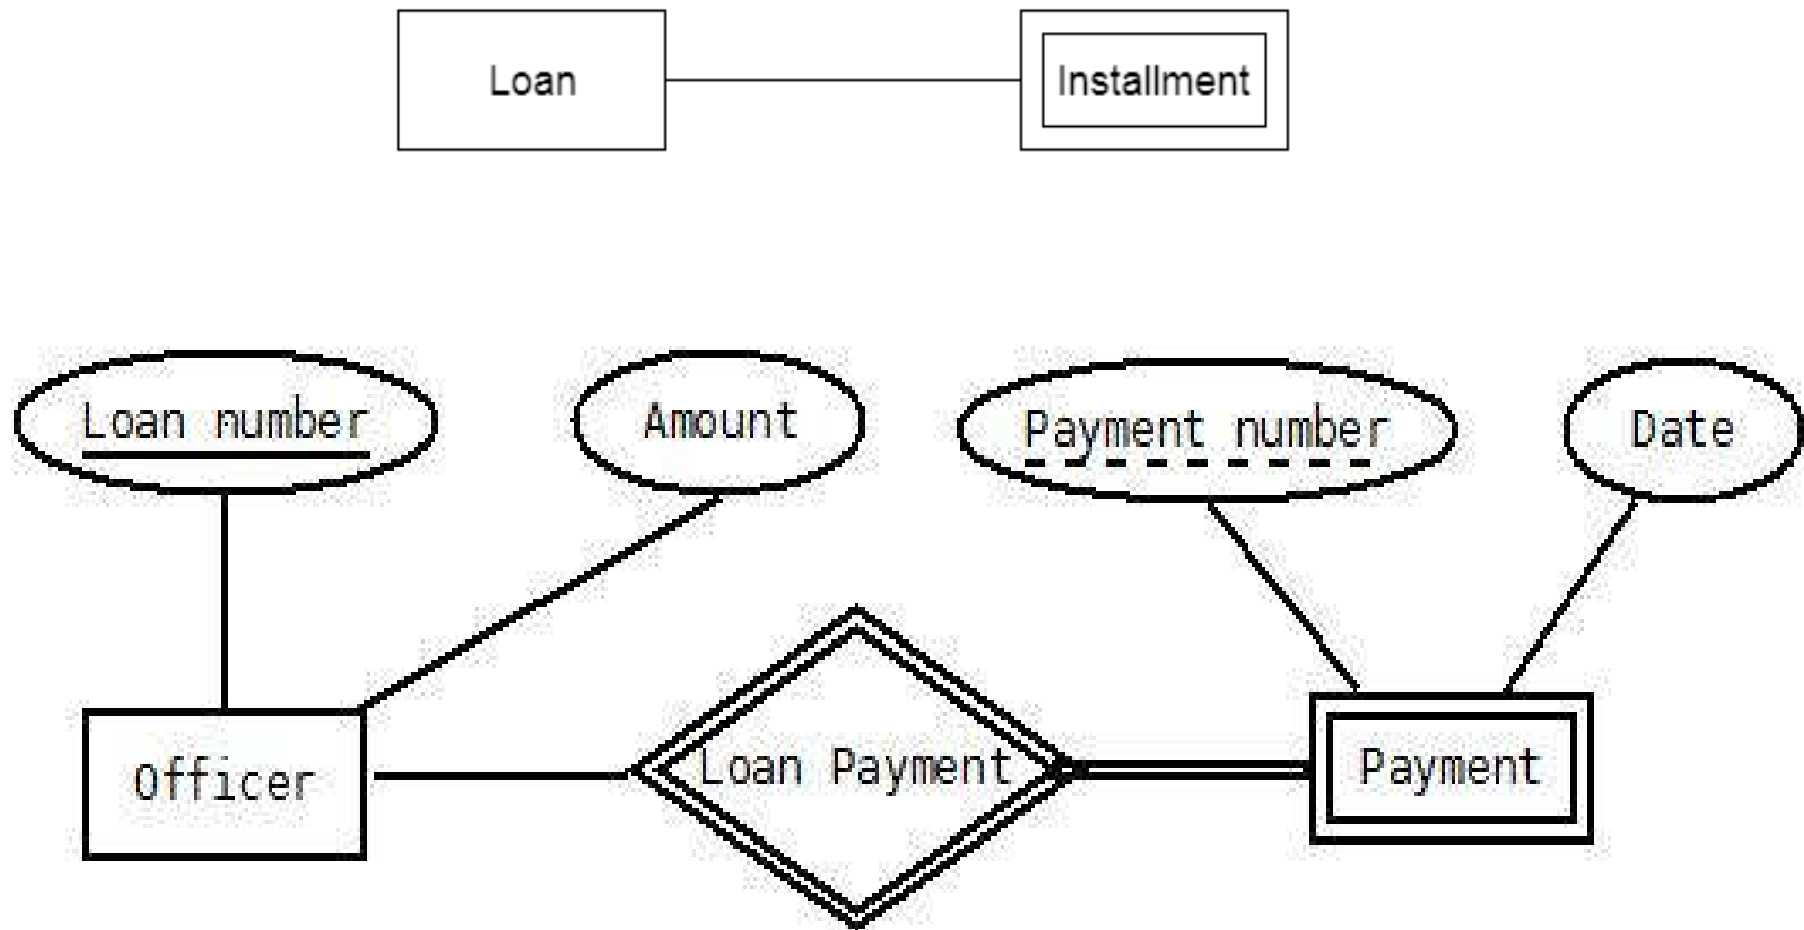 Loan
Installment
Loan number
Amount
Payment number
Date
Officer
Loan Payment
Payment